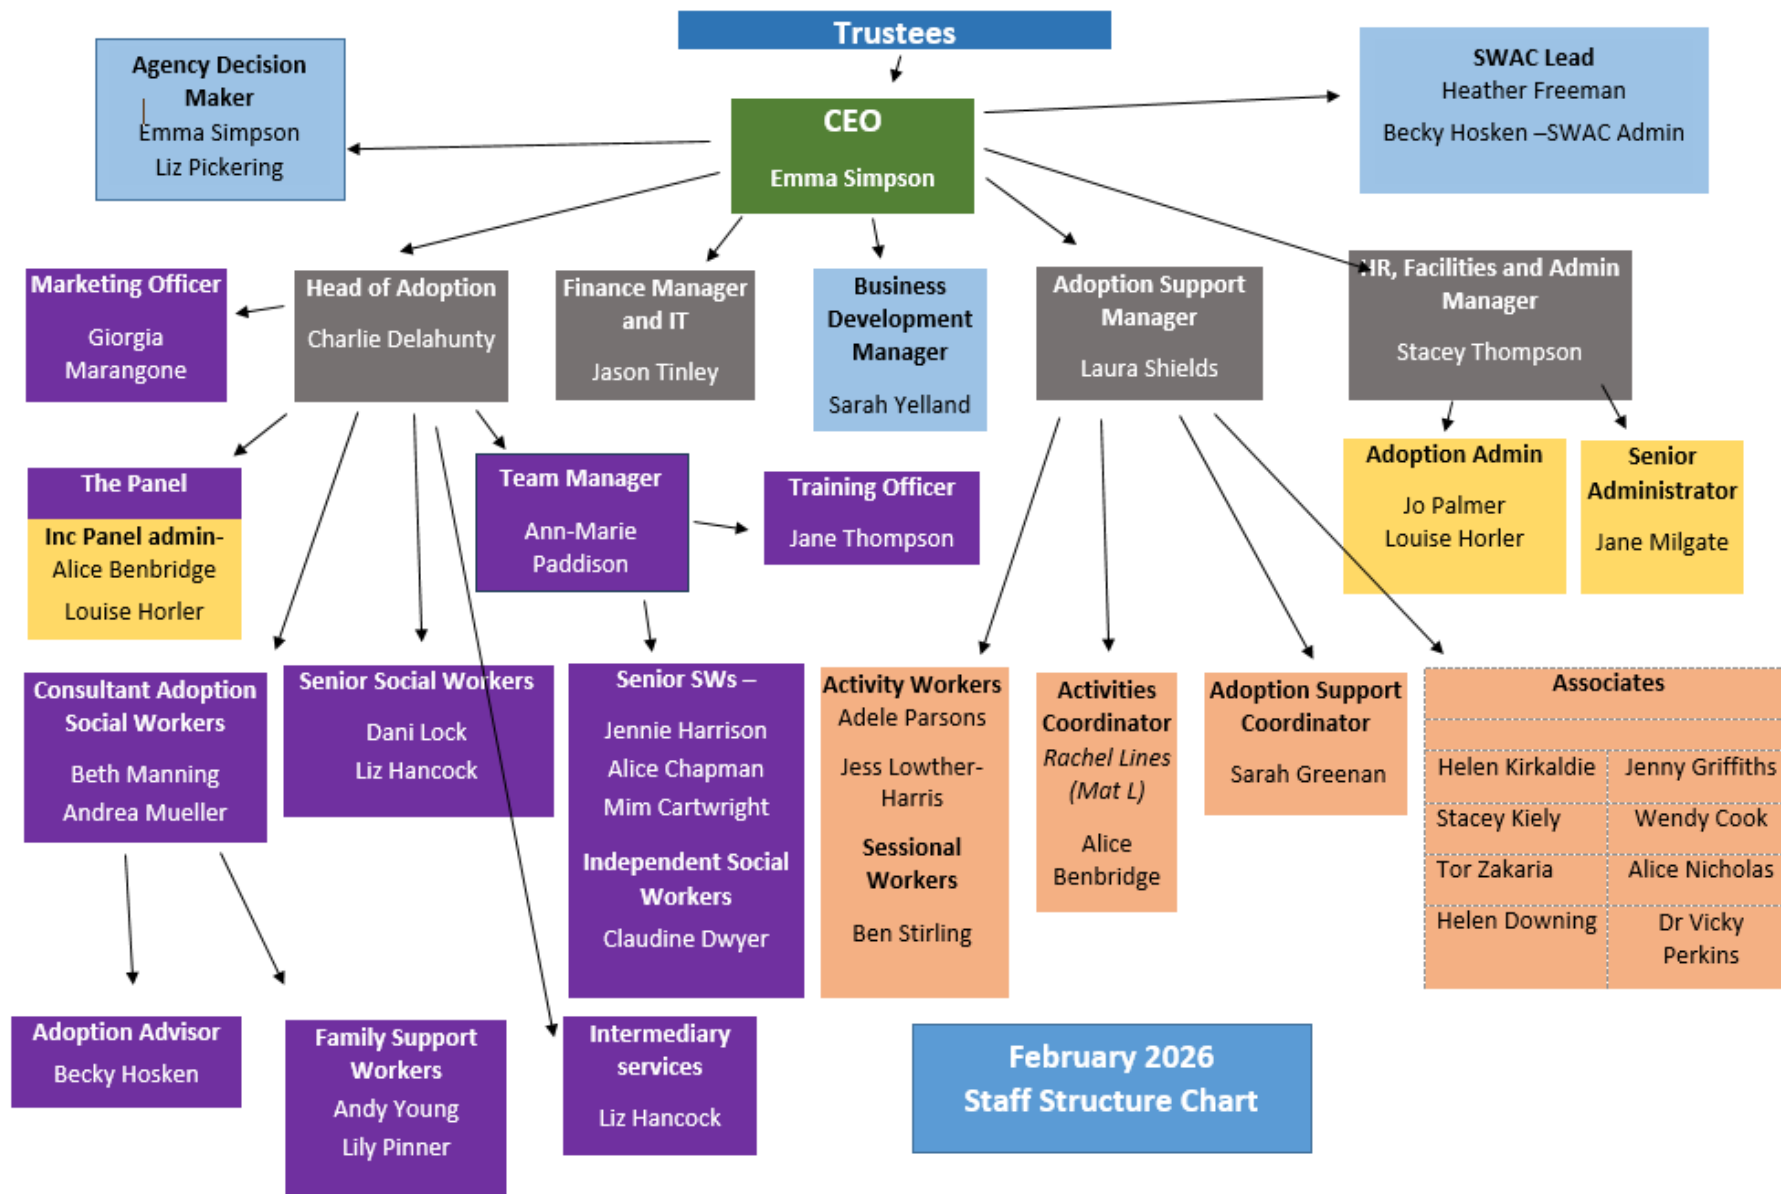 Trustees
Agency Decision
Maker
Emma Simpson
Liz Pickering
CEO
Emma Simpson
SWAC Lead
Heather Freeman
Becky Hosken –SWAC Admin
Marketing Officer
Giorgia
Marangone
Head of Adoption
Charlie Delahunty
Finance Manager
and IT
Jason Tinley
Business
Development
Manager
Sarah Yelland
Adoption Support
Manager
Laura Shields
HR, Facilities and Admin
Manager
Stacey Thompson
The Panel
Inc Panel admin-
Alice Benbridge
Louise Horler
Team Manager
Ann-Marie
Paddison
Training Officer
Jane Thompson
Adoption Admin
Jo Palmer
Louise Horler
Senior
Administrator
Jane Milgate
Consultant Adoption
Social Workers
Beth Manning
Andrea Mueller
Senior Social Workers
Dani Lock
Liz Hancock
Senior SWs –
Jennie Harrison
Alice Chapman
Mim Cartwright
Independent Social
Workers
Claudine Dwyer
Activity Workers
Adele Parsons
Jess Lowther-
Harris
Sessional
Workers
Ben Stirling
Activities
Coordinator
Rachel Lines
(Mat L)
Alice
Benbridge
Adoption Support
Coordinator
Sarah Greenan
Associates
Helen Kirkaldie
Jenny Griffiths
Stacey Kiely
Wendy Cook
Tor Zakaria
Alice Nicholas
Helen Downing
Dr Vicky
Perkins
Adoption Advisor
Becky Hosken
Family Support
Workers
Andy Young
Lily Pinner
Intermediary
services
Liz Hancock
February 2026
Staff Structure Chart